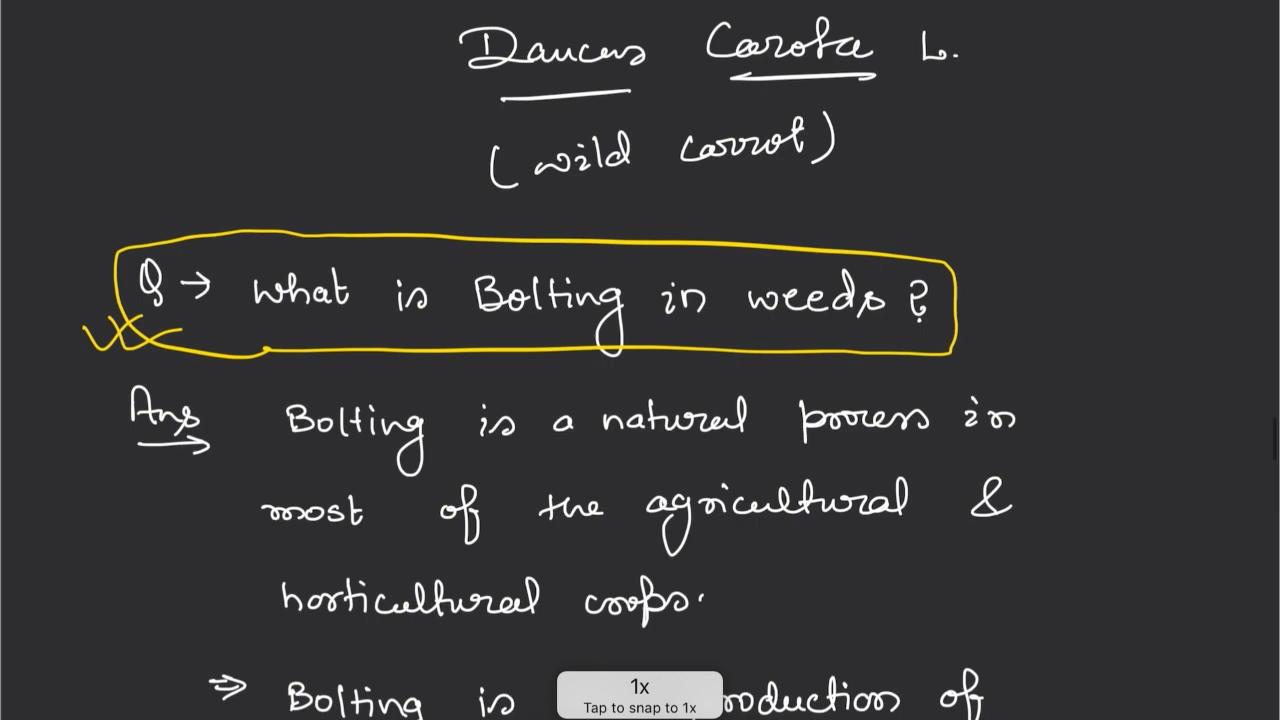 Daucus Carota L.
(wild carrot)
Q → what is Bolting in weeds ?
Ans Bolting is a natural process in
most of the agricultural &
horticultural crops.
⇒ Bolting is production of
1x
Tap to snap to 1x